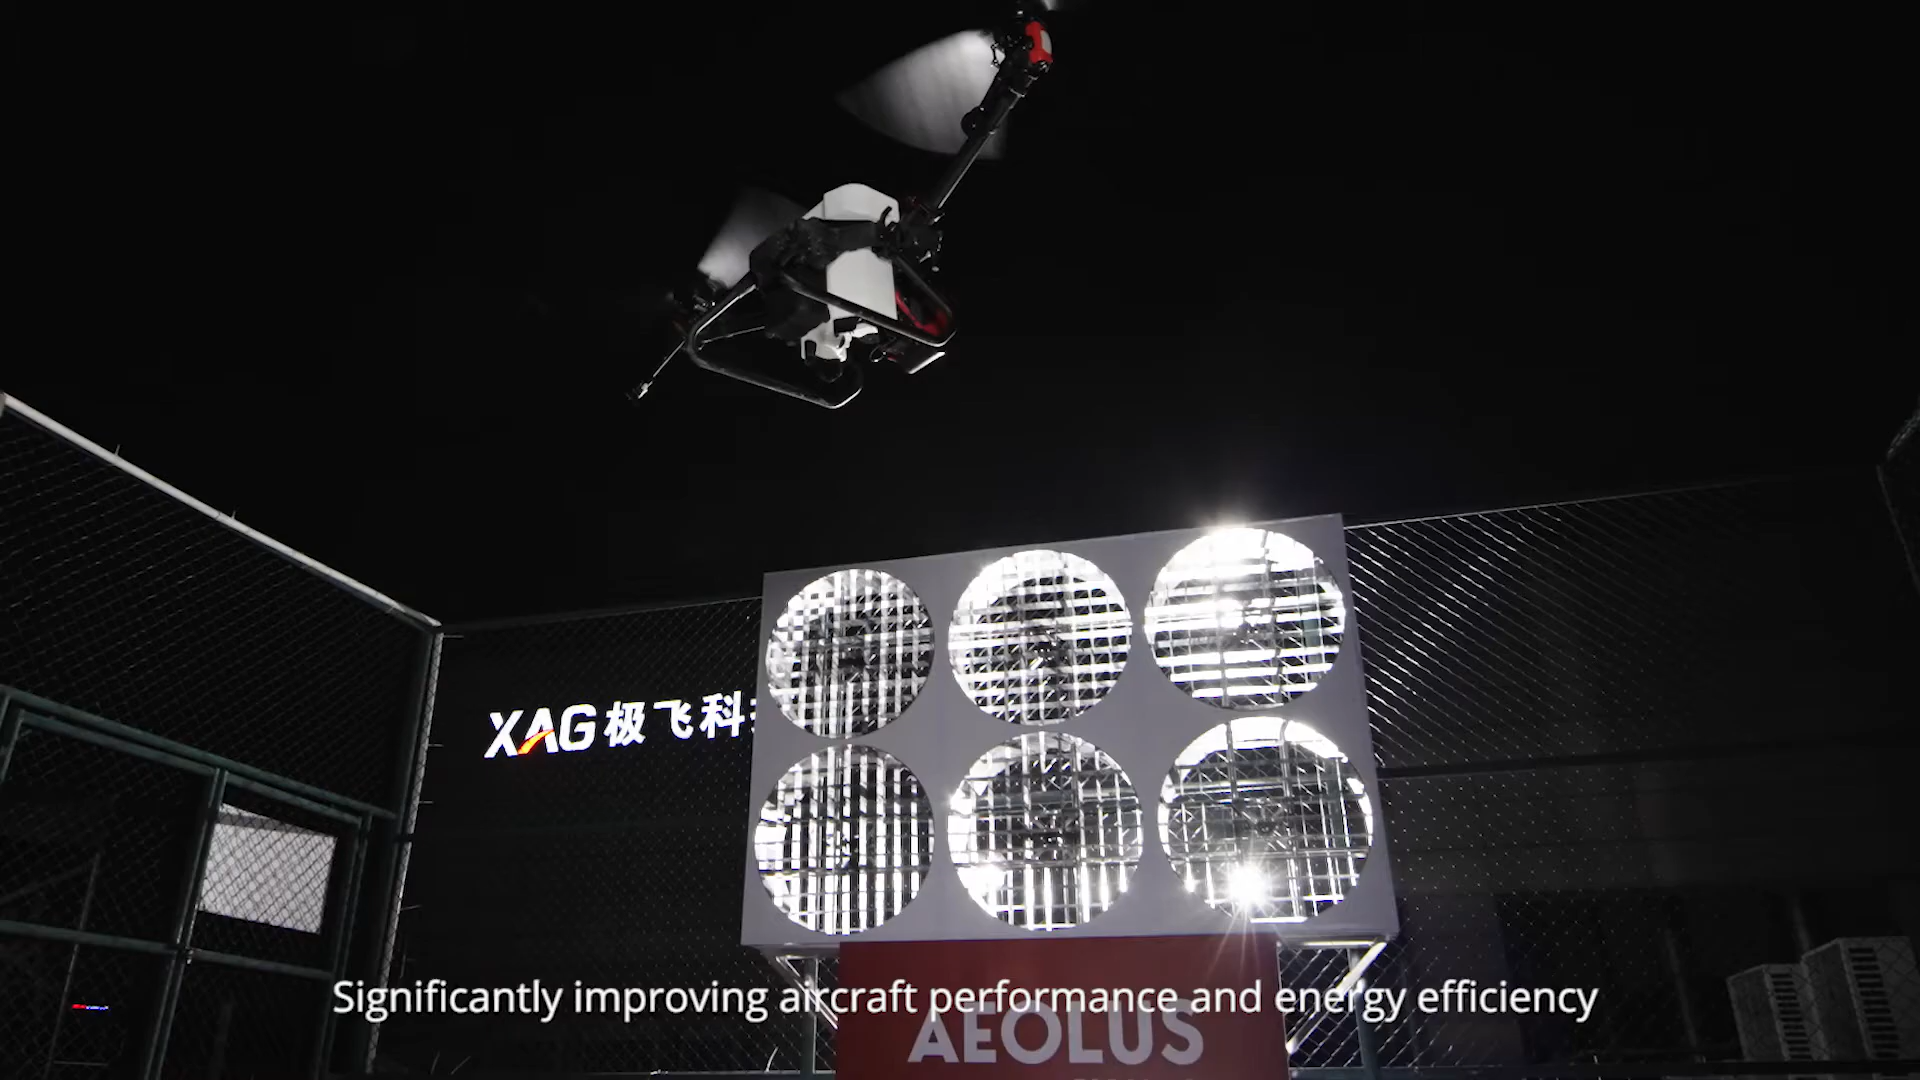 XAG极飞科
Significantly improving aircraft performance and energy efficiency
AEOLUS